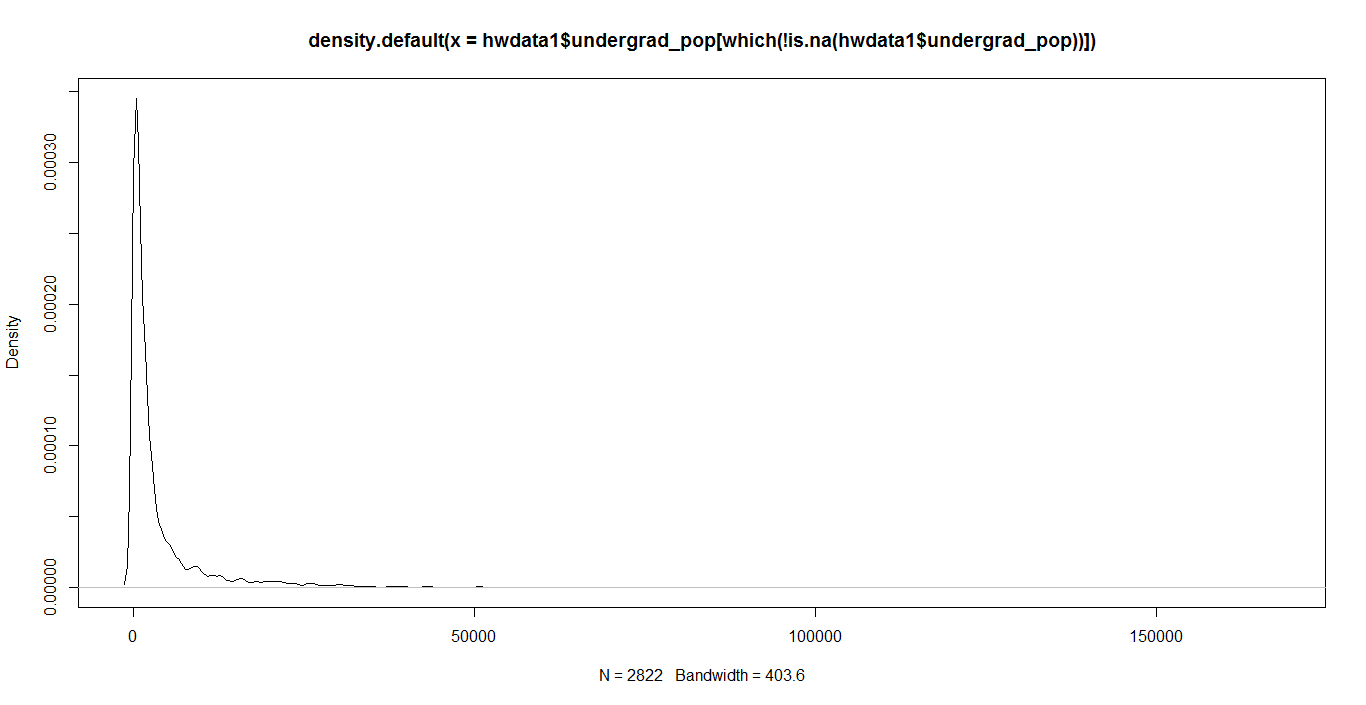 density.default(x = hwdata1$undergrad_pop[which(!is.na(hwdata1$undergrad_pop))])
Density
0.00030
0.00020
0.00010
0.00000
0 50000 100000 150000
N = 2822 Bandwidth = 403.6